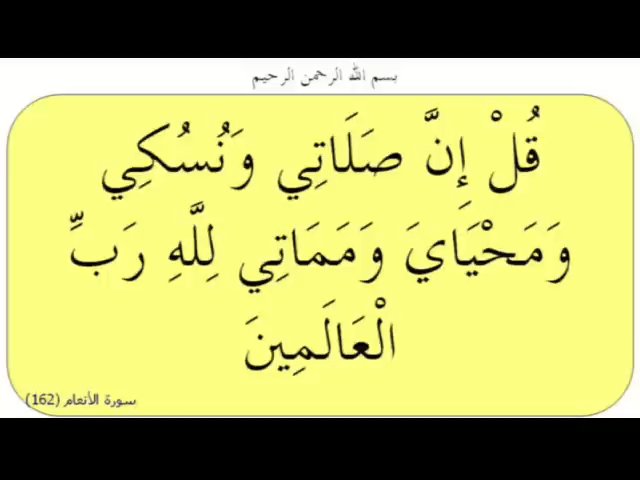 بسم الله الرحمن الرحيم
قُلْ إِنَّ صَلَاتِي وَنُسُكِي
وَمَحْيَايَ وَمَمَاتِي لِلَّهِ رَبِّ
الْعَالَمِينَ
سورة الأنعام (162)